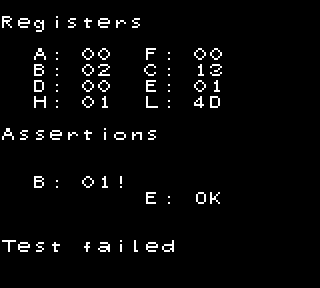 Registers
A: 00 F: 00
B: 02 C: 13
D: 00 E: 01
H: 01 L: 4D
Assertions
B: 01!
E: OK
Test failed